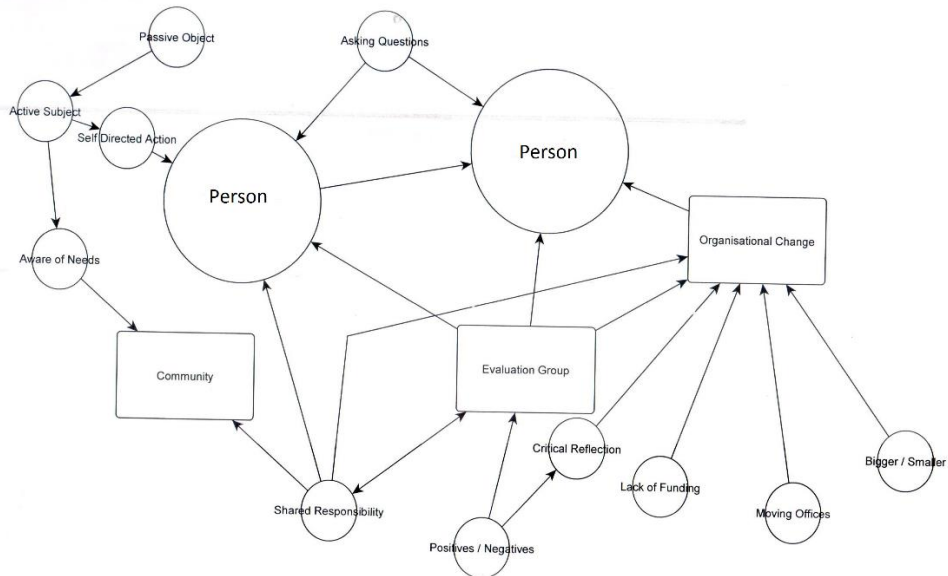 Passive Object
Asking Questions
Active Subject
Self Directed Action
Person
Person
Organisational Change
Aware of Needs
Community
Evaluation Group
Critical Reflection
Bigger / Smaller
Lack of Funding
Shared Responsibility
Moving Offices
Positives / Negatives